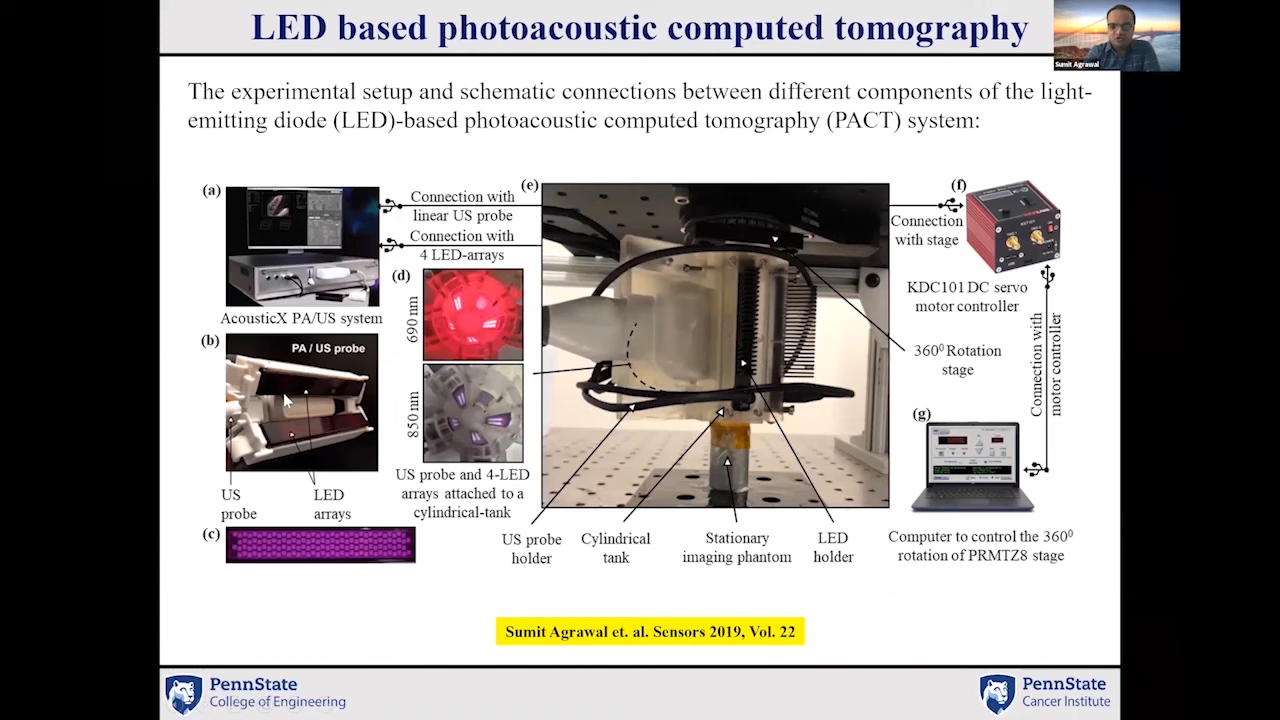 LED based photoacoustic computed tomography
Sumit Agrawal
The experimental setup and schematic connections between different components of the light-
emitting diode (LED)-based photoacoustic computed tomography (PACT) system:
(a)
AcousticX PA/US system
Connection with
linear US probe
Connection with
4 LED-arrays
(b)
PA / US probe
US
probe
LED
arrays
(c)
(d)
690 nm
850 nm
US probe and 4-LED
arrays attached to a
cylindrical-tank
(e)
US probe
holder
Cylindrical
tank
Stationary
imaging phantom
LED
holder
Connection
with stage
(f)
KDC101 DC servo
motor controller
360⁰ Rotation
stage
Connection with
motor controller
(g)
Computer to control the 360⁰
rotation of PRMTZ8 stage
Sumit Agrawal et. al. Sensors 2019, Vol. 22
PennState
College of Engineering
PennState
Cancer Institute